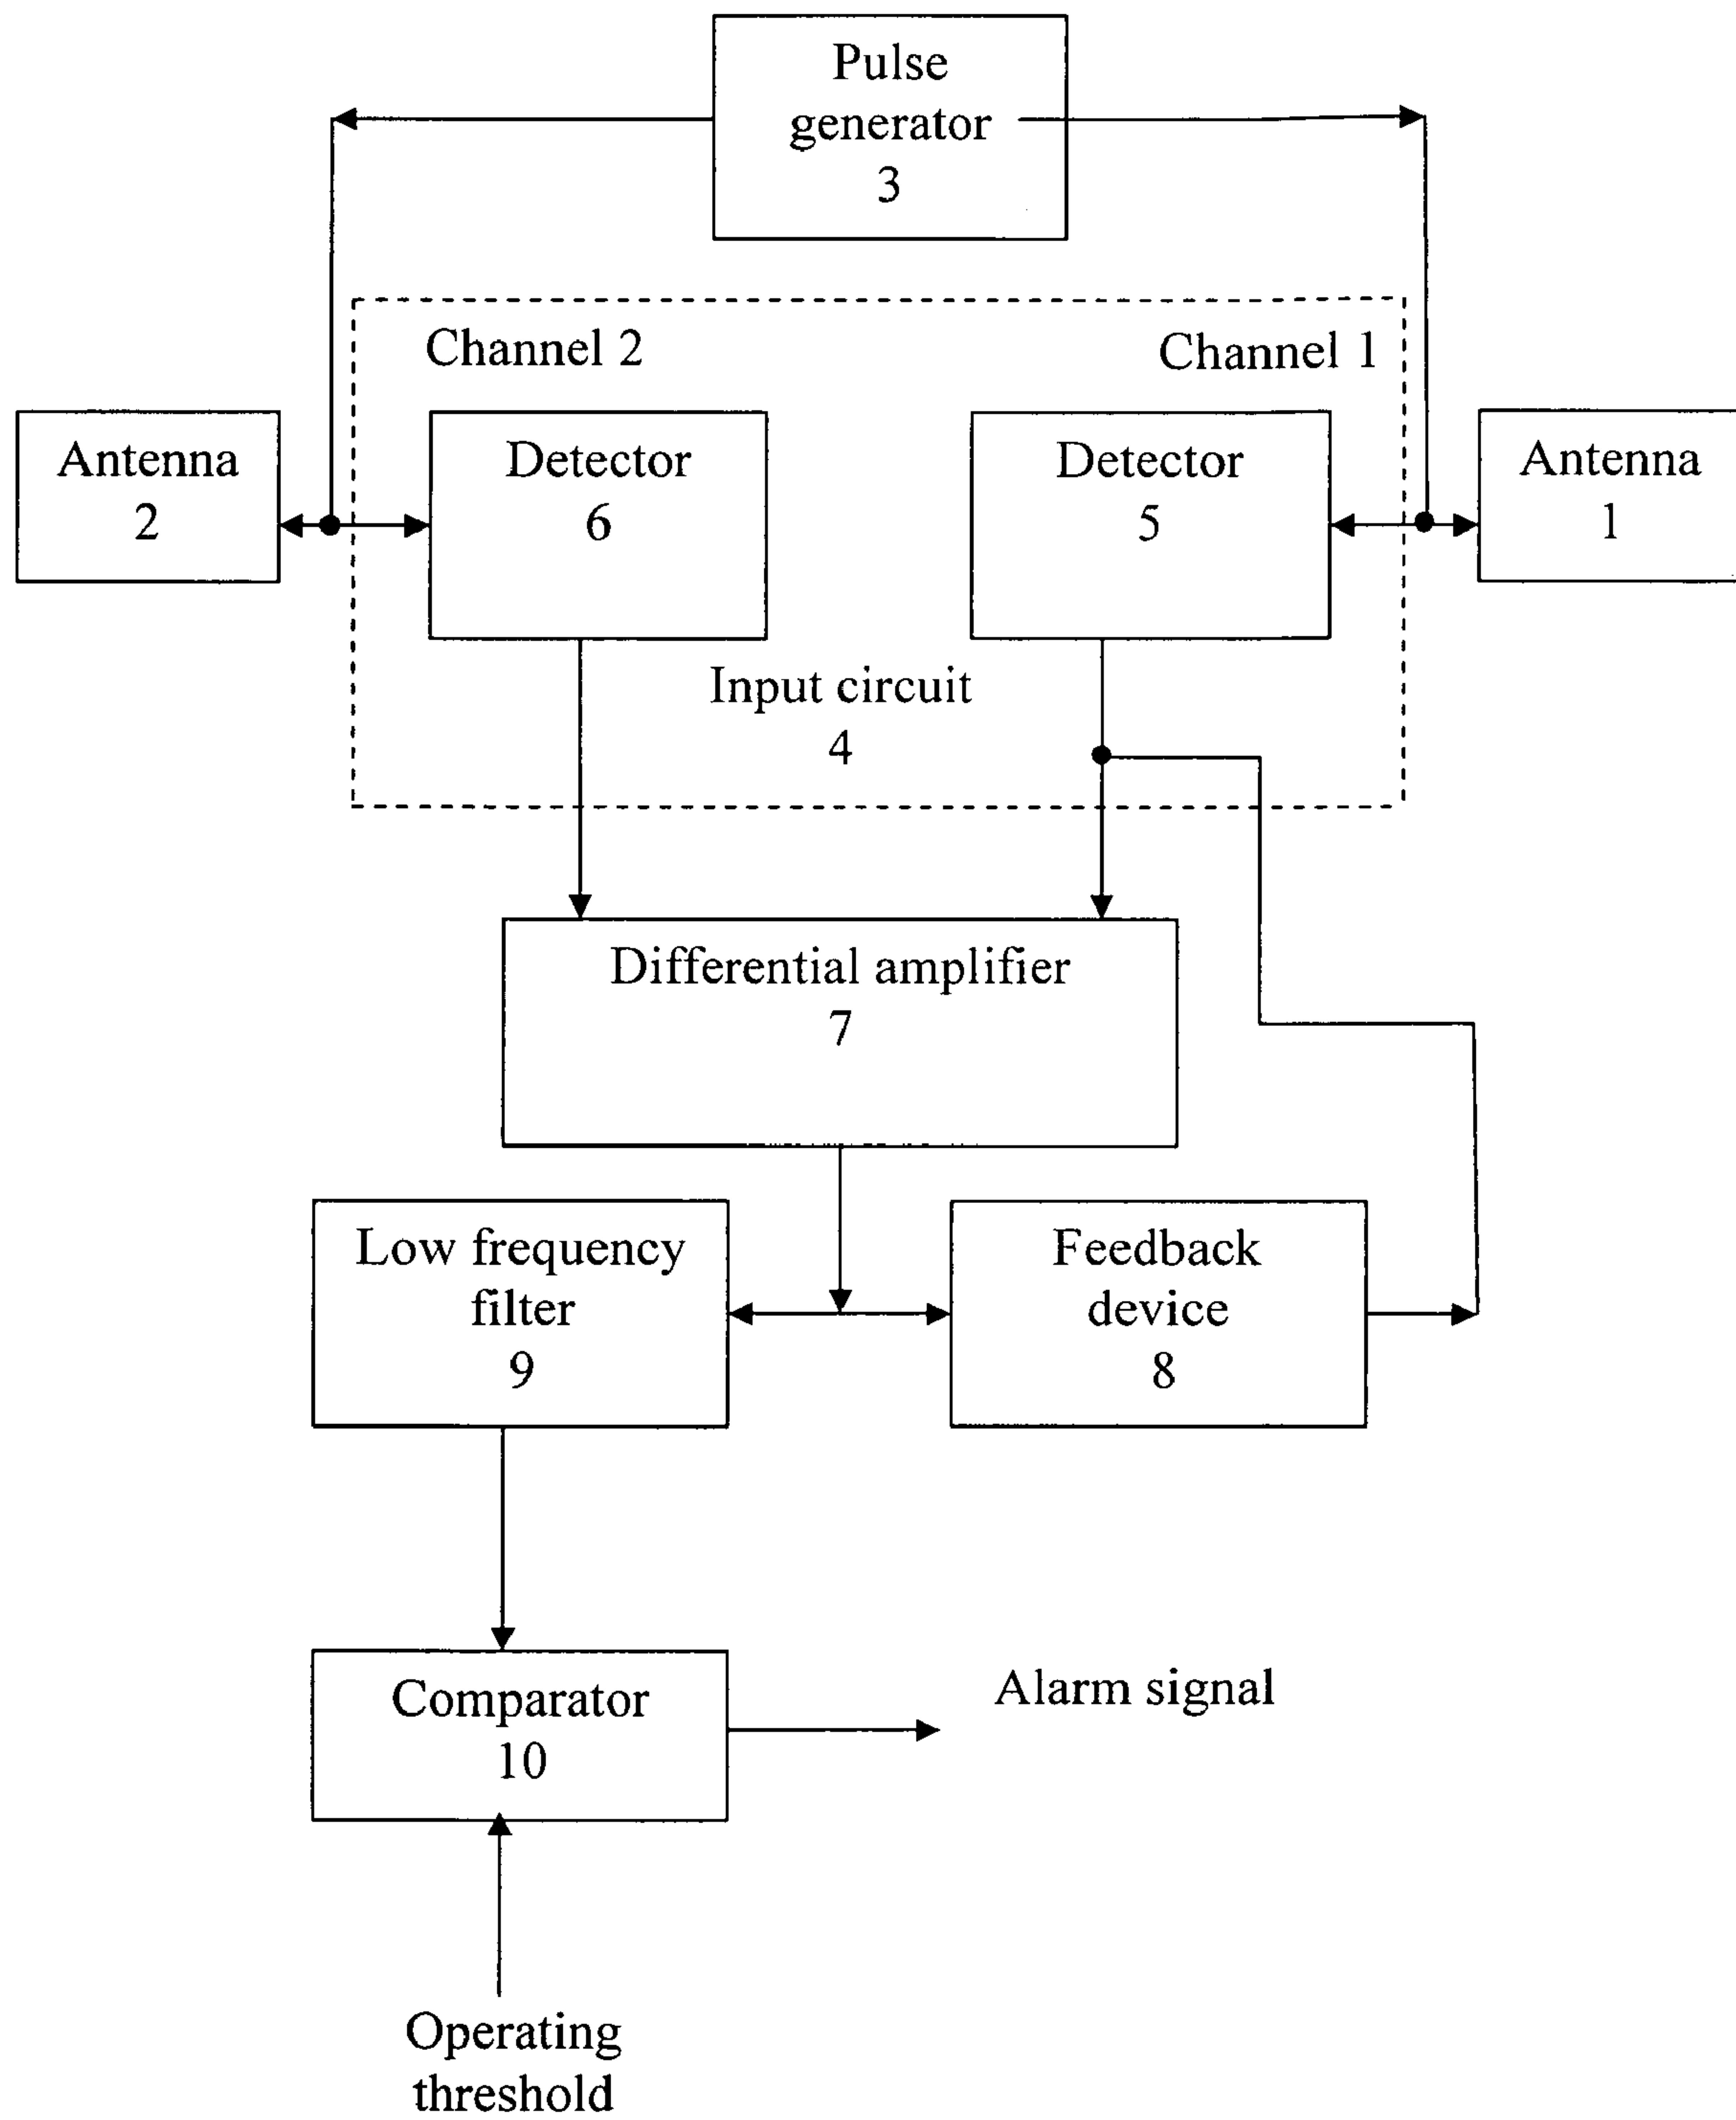 Pulse
generator
3
Channel 2
Channel 1
Antenna
2
Detector
6
Detector
5
Antenna
1
Input circuit
4
Differential amplifier
7
Low frequency
filter
9
Feedback
device
8
Comparator
10
Alarm signal
Operating
threshold